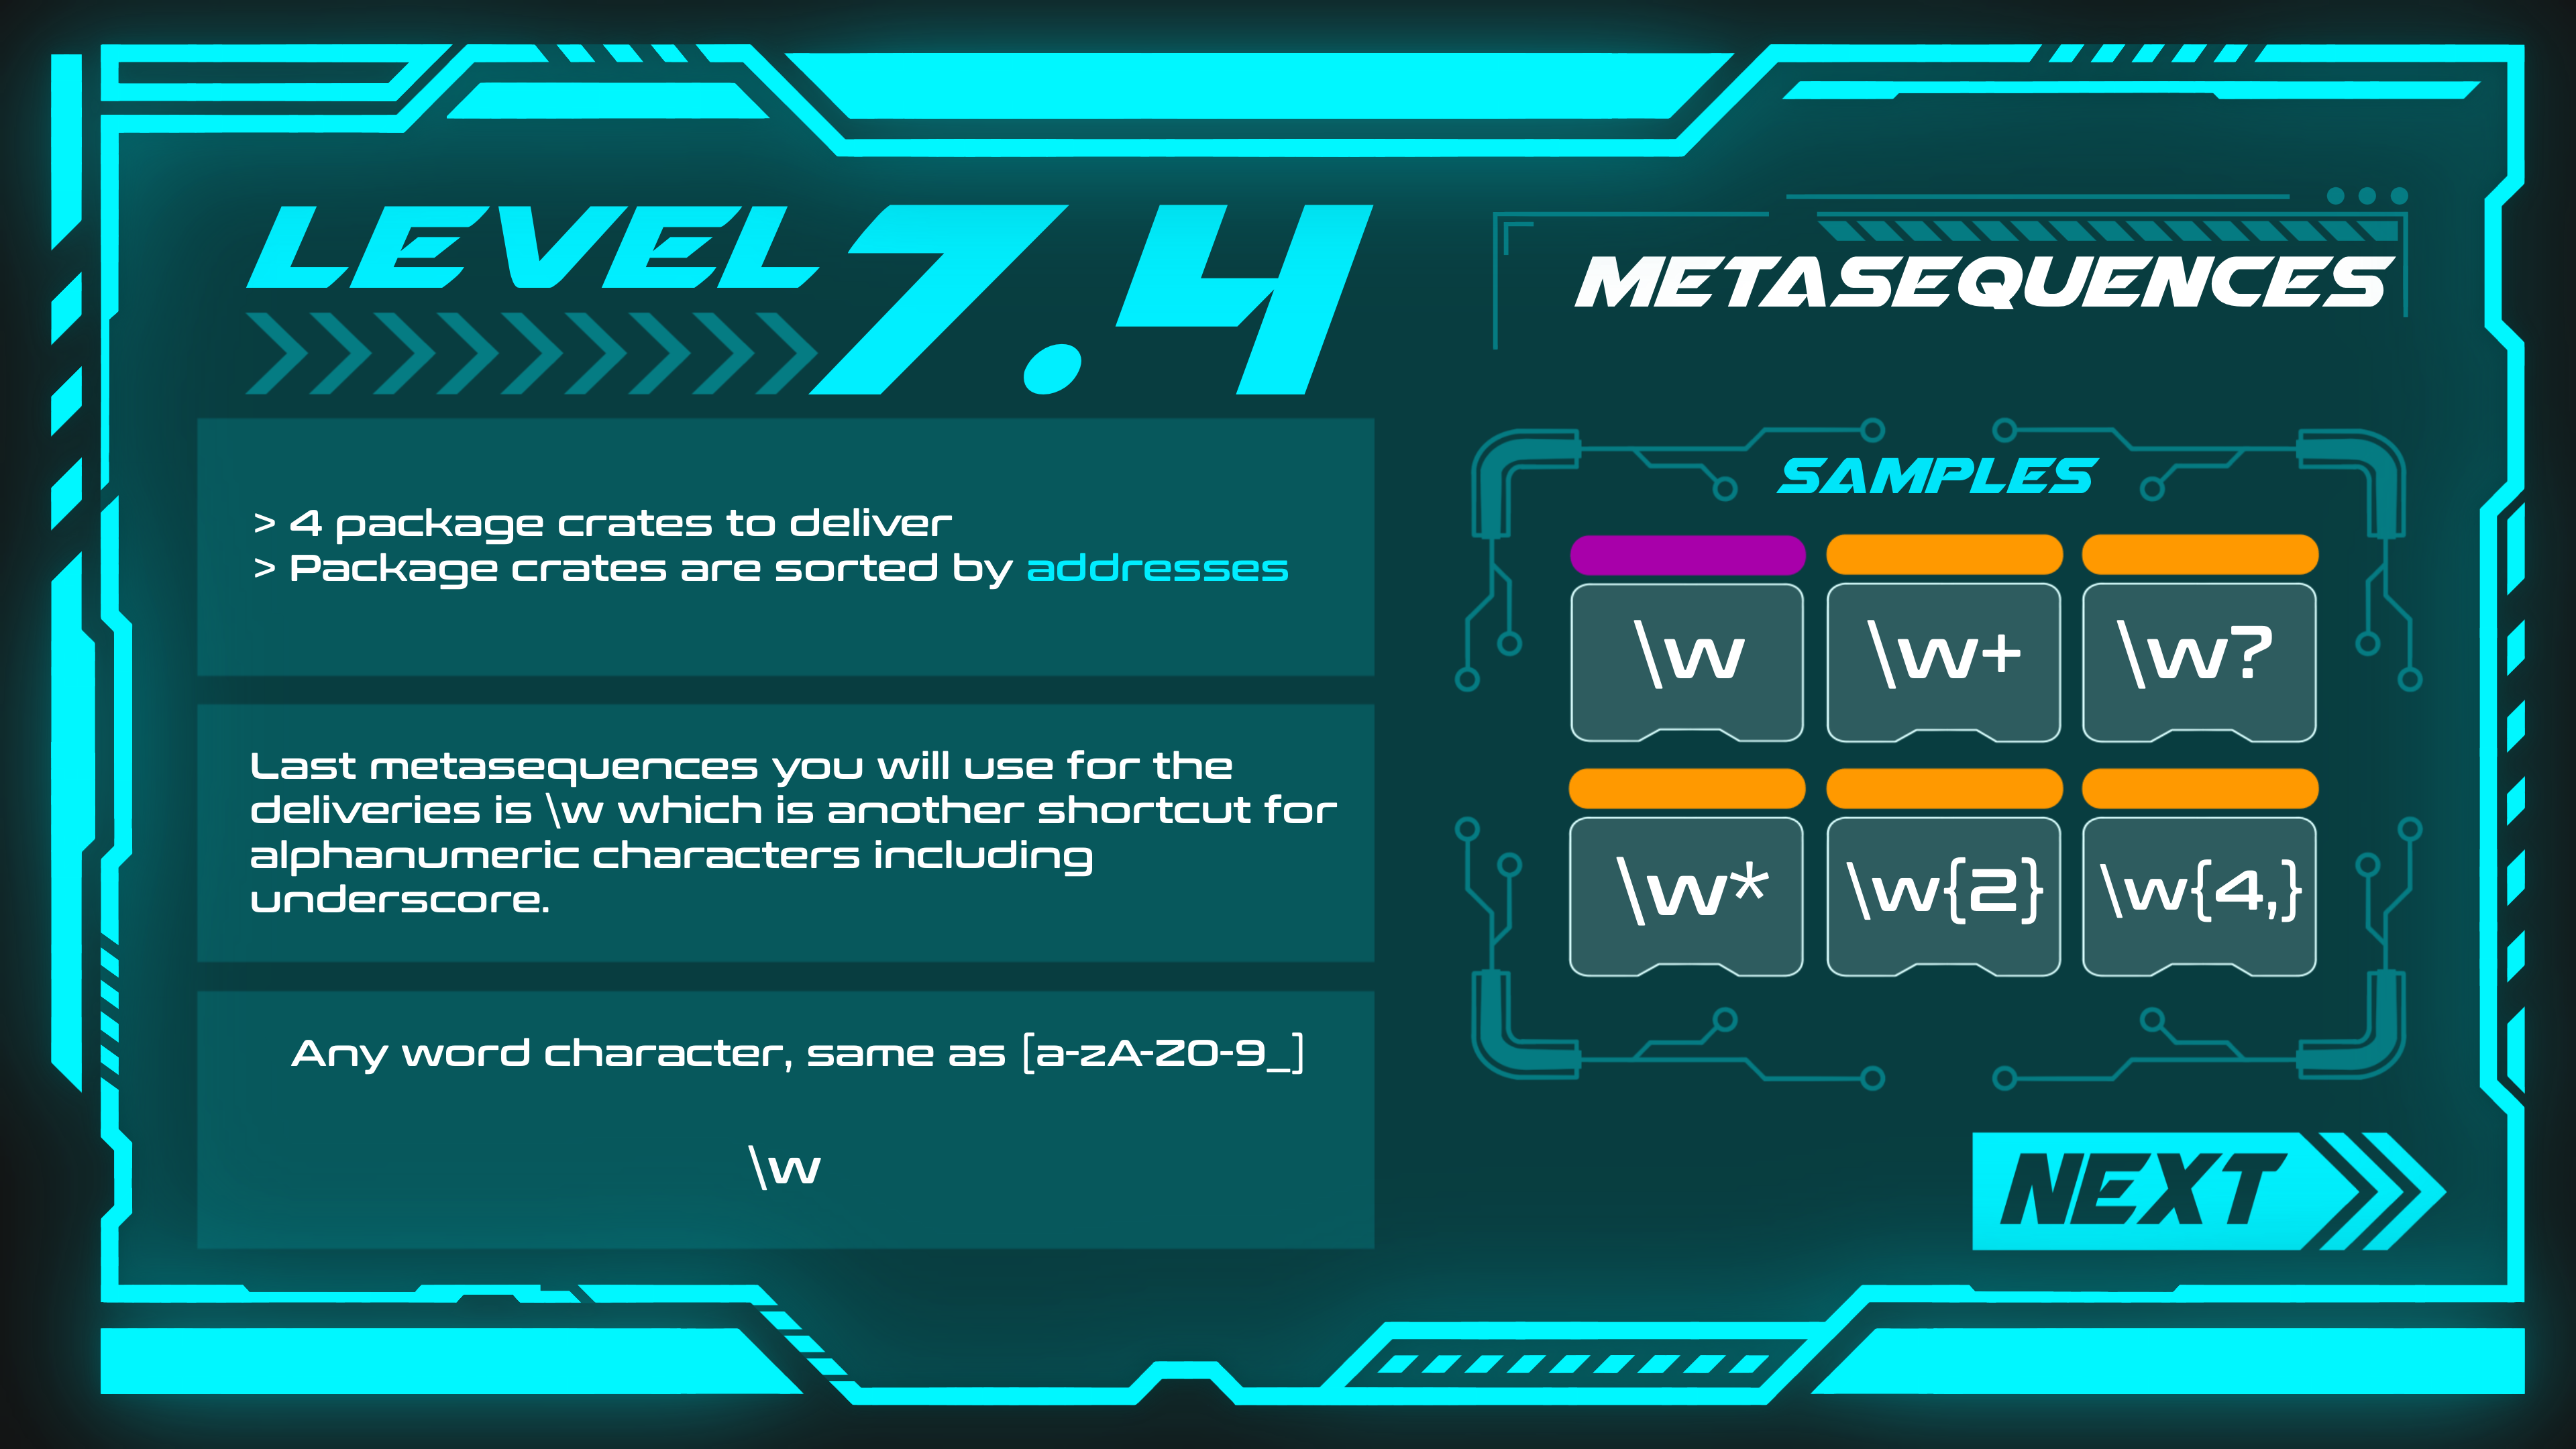 LEVEL 7.4
METASEQUENCES
> 4 package crates to deliver
> Package crates are sorted by addresses
Last metasequences you will use for the
deliveries is \w which is another shortcut for
alphanumeric characters including
underscore.
Any word character, same as [a-zA-Z0-9_]
\w
SAMPLES
\w \w+ \w?
\w* \w{2} \w{4,}
NEXT